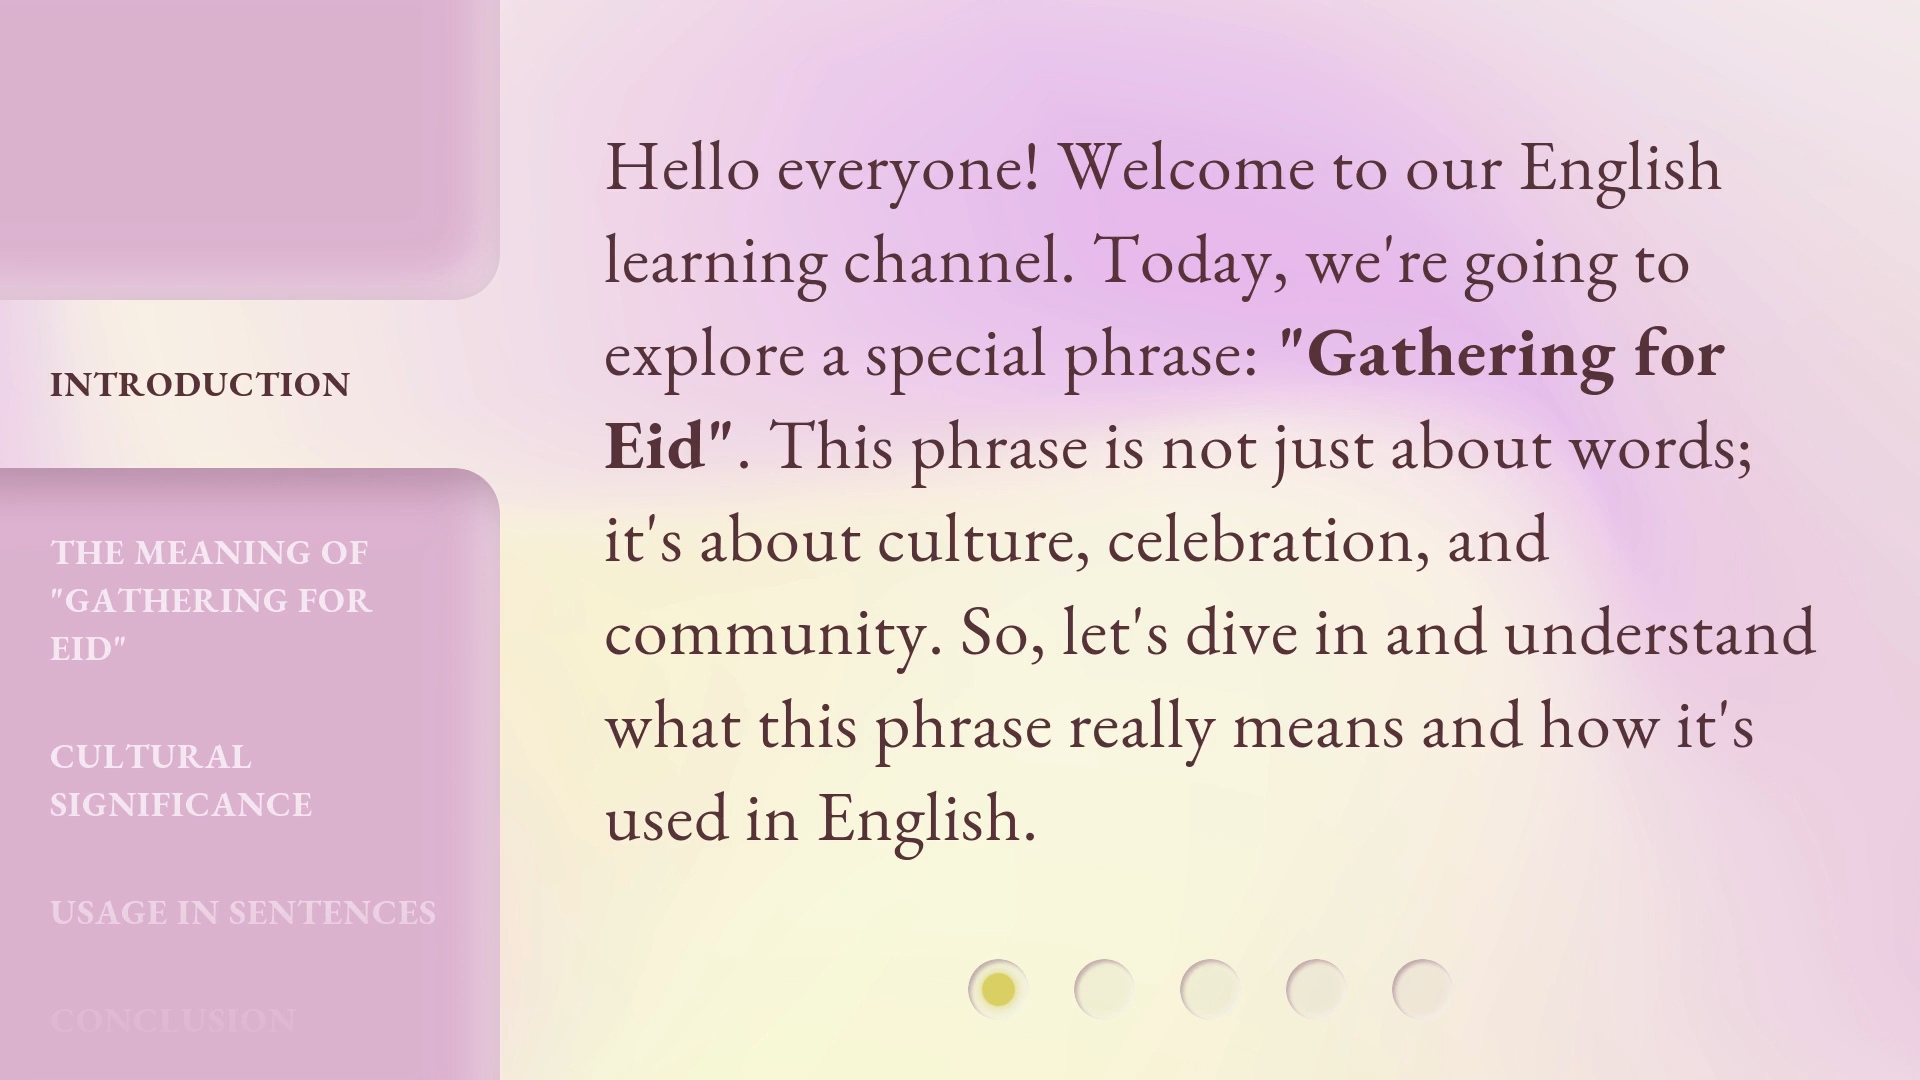 INTRODUCTION
THE MEANING OF
"GATHERING FOR
EID"
CULTURAL
SIGNIFICANCE
USAGE IN SENTENCES
CONCLUSION
Hello everyone! Welcome to our English
learning channel. Today, we're going to
explore a special phrase: "Gathering for
Eid". This phrase is not just about words;
it's about culture, celebration, and
community. So, let's dive in and understand
what this phrase really means and how it's
used in English.